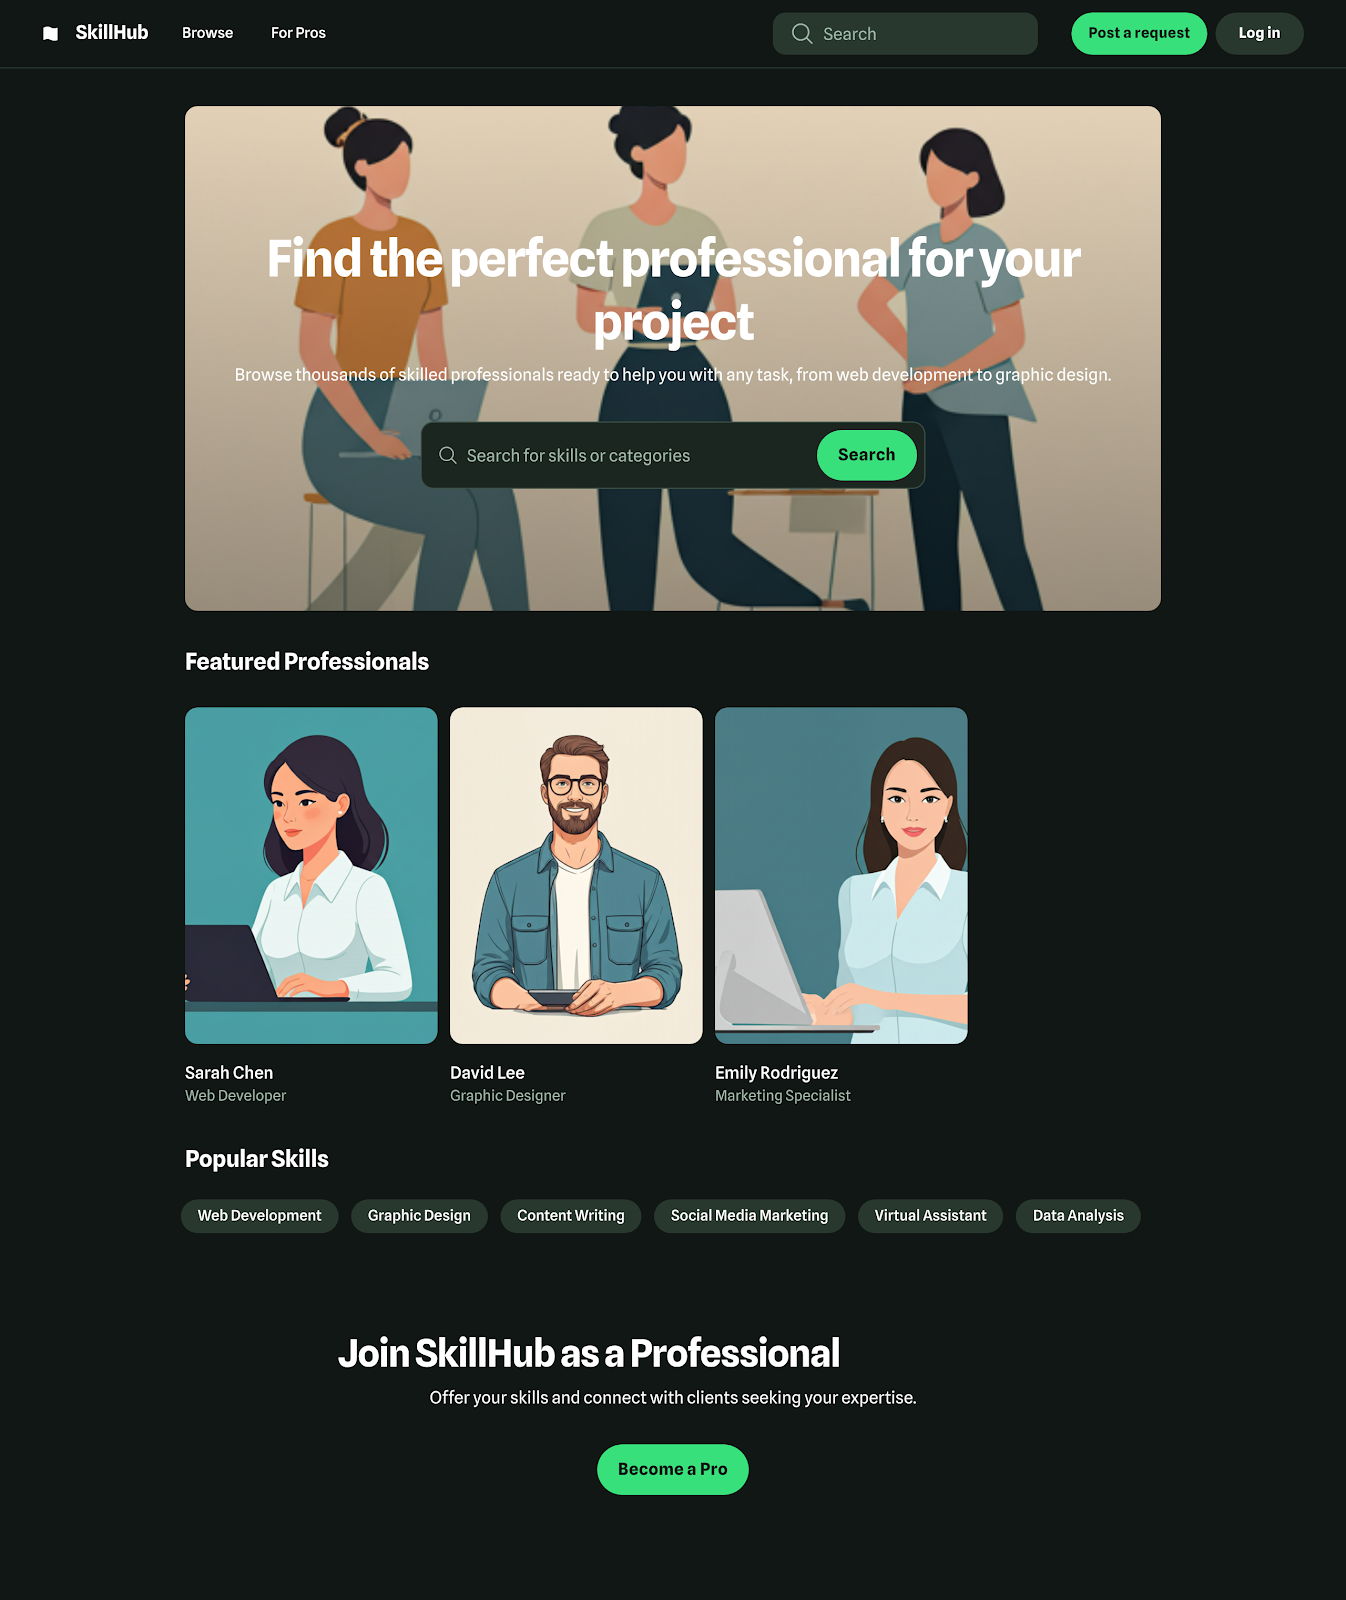 SkillHub
Browse
For Pros
Search
Post a request
Log in
Find the perfect professional for your
project
Browse thousands of skilled professionals ready to help you with any task, from web development to graphic design.
Search for skills or categories
Search
Featured Professionals
Sarah Chen
Web Developer
David Lee
Graphic Designer
Emily Rodriguez
Marketing Specialist
Popular Skills
Web Development
Graphic Design
Content Writing
Social Media Marketing
Virtual Assistant
Data Analysis
Join SkillHub as a Professional
Offer your skills and connect with clients seeking your expertise.
Become a Pro